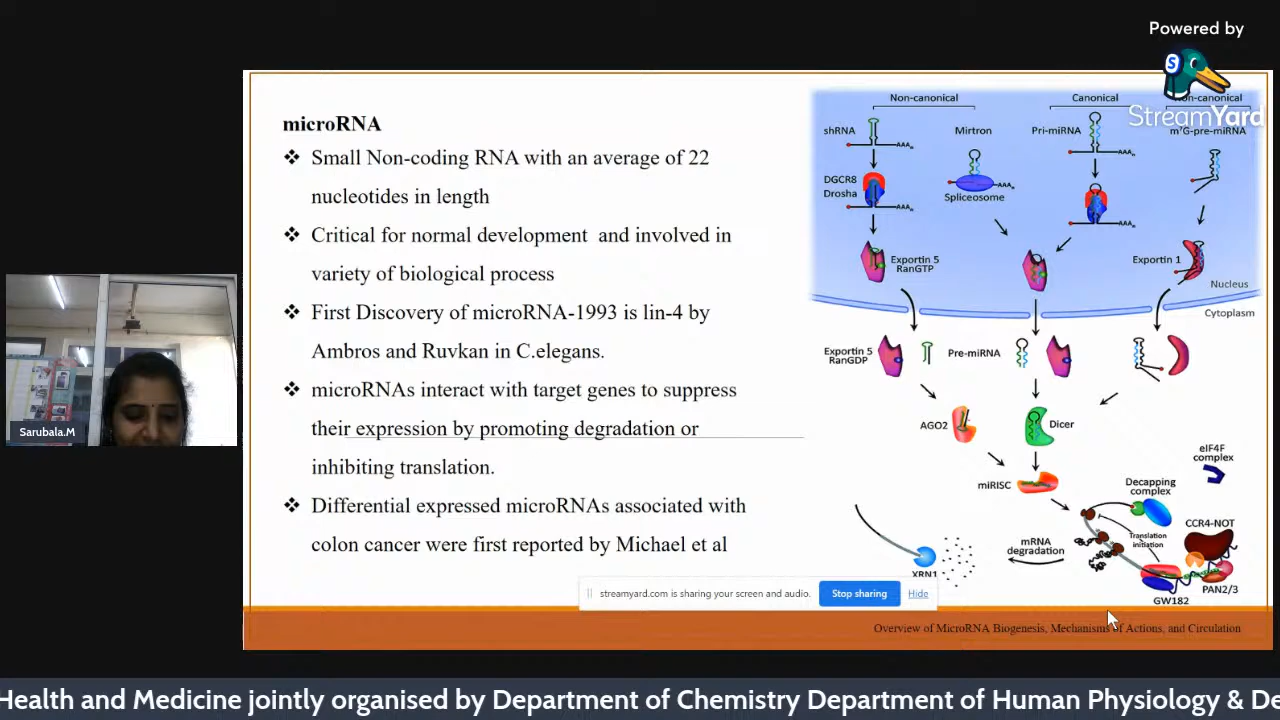 Powered by
StreamYard
microRNA
❖ Small Non-coding RNA with an average of 22
nucleotides in length
❖ Critical for normal development and involved in
variety of biological process
❖ First Discovery of microRNA-1993 is lin-4 by
Ambros and Ruvkan in C.elegans.
❖ microRNAs interact with target genes to suppress
their expression by promoting degradation or
inhibiting translation.
❖ Differential expressed microRNAs associated with
colon cancer were first reported by Michael et al
Non-canonical
Canonical
Non-canonical
shRNA
Mirtron
Pri-miRNA
m⁷G-pre-miRNA
AAAn
AAAn
DGCR8
Drosha
Spliceosome
AAAn
AAAn
AAAn
Exportin 5
RanGTP
Exportin 1
Nucleus
Cytoplasm
Exportin 5
RanGDP
Pre-miRNA
AGO2
Dicer
eIF4F
complex
miRISC
Decapping
complex
CCR4-NOT
Translation
initiation
mRNA
degradation
XRN1
PAN2/3
GW182
Sarubala.M
streamyard.com is sharing your screen and audio.
Stop sharing
Hide
Overview of MicroRNA Biogenesis, Mechanisms of Actions, and Circulation
Health and Medicine jointly organised by Department of Chemistry Department of Human Physiology & De